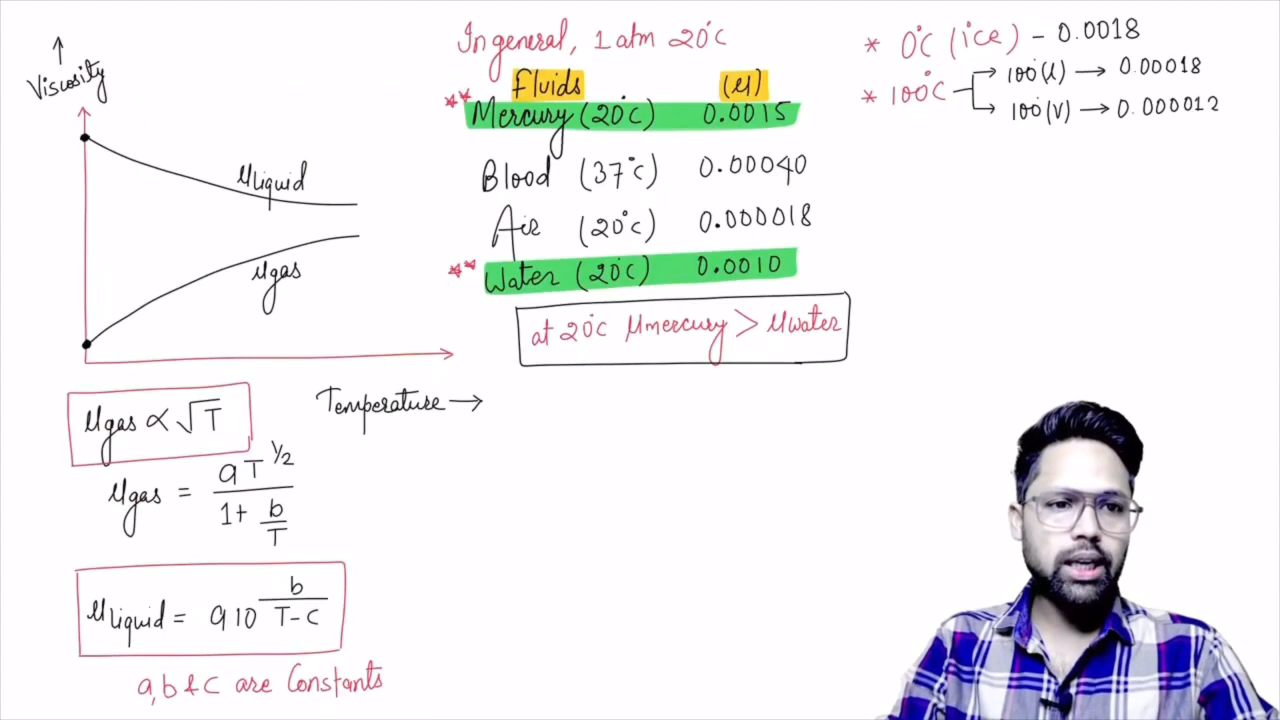 ↑
Viscosity
μliquid
μgas
Temperature →
μgas ∝ √T
μgas = aT^1/2 / (1 + b/T)
μLiquid = a10^(b/(T-C))
a,b & c are Constants
In general, 1 atm 20°C
Fluids (μ)
** Mercury (20°C) 0.0015
Blood (37°C) 0.00040
Air (20°C) 0.000018
** Water (20°C) 0.0010
at 20°C μmercury > μwater
* 0°C (ice) - 0.0018
* 100°C → 100°(l) → 0.00018
→ 100°(v) → 0.000012